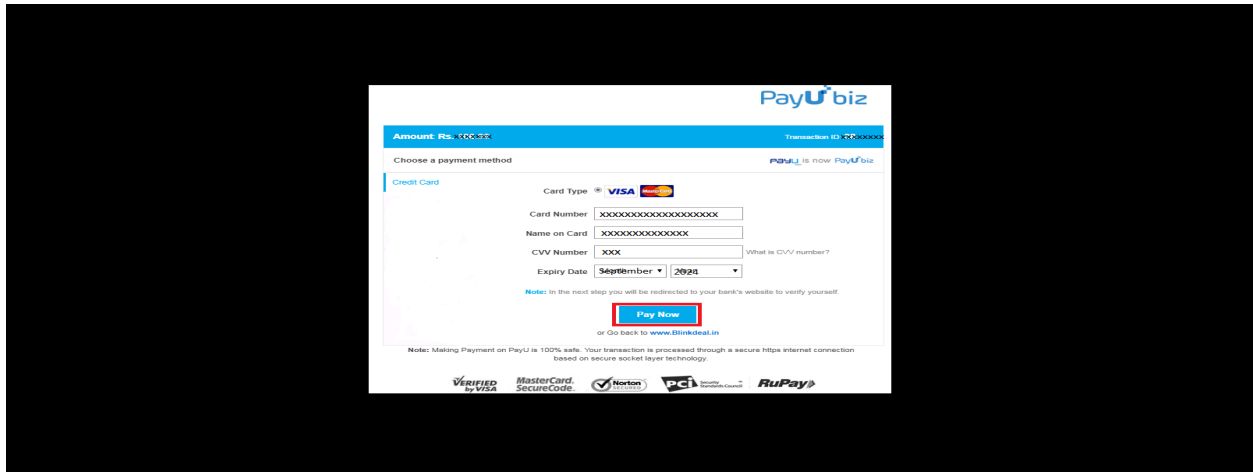 PayU biz
Amount: Rs.
Transaction ID
Choose a payment method
PayU is now PayU biz
Credit Card
Card Type VISA MasterCard
Card Number XXXXXXXXXXXXXXXXXXX
Name on Card XXXXXXXXXXXXXX
CVV Number XXX What is CVV number?
Expiry Date September 2024
Note: In the next step you will be redirected to your bank's website to verify yourself.
Pay Now
or Go back to www.Blinkdeal.in
Note: Making Payment on PayU is 100% safe. Your transaction is processed through a secure https internet connection
based on secure socket layer technology.
VERIFIED by VISA
MasterCard. SecureCode.
Norton SECURED
PCI Security Standards Council
RuPay